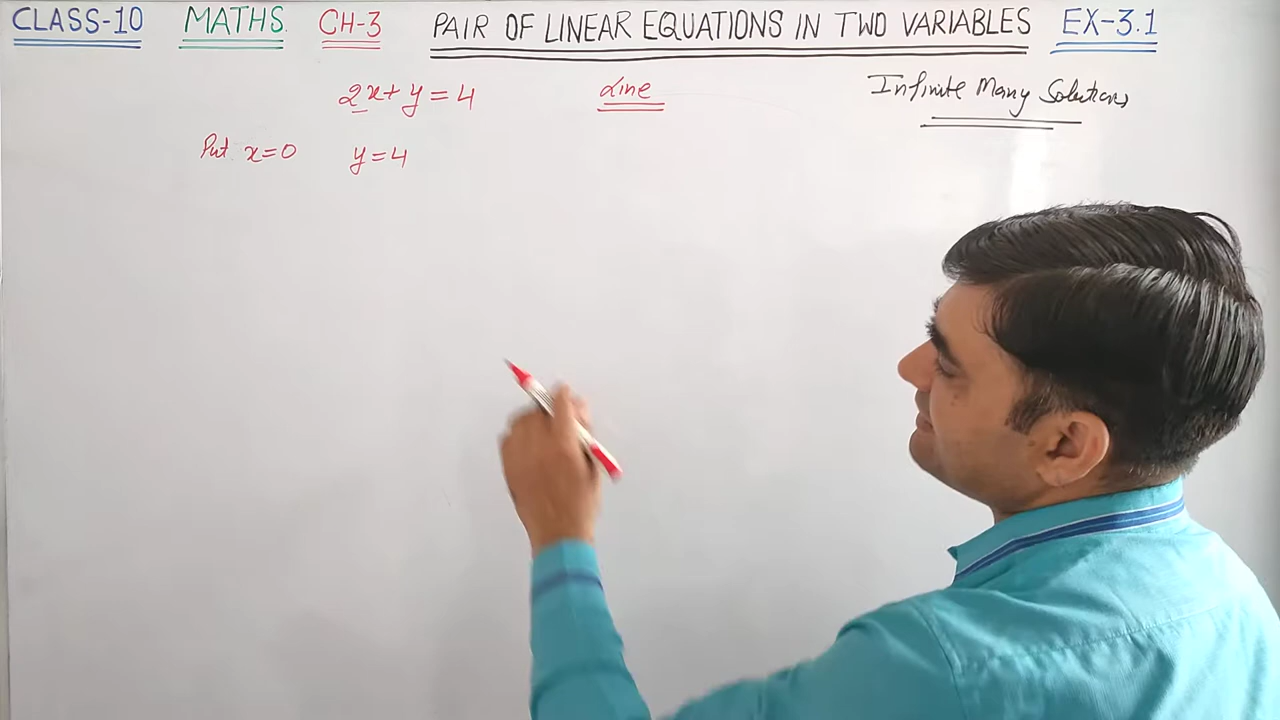 CLASS-10 MATHS. CH-3 PAIR OF LINEAR EQUATIONS IN TWO VARIABLES EX-3.1
2x+y=4 Line Infinite Many Solutions
Put x=0 y=4